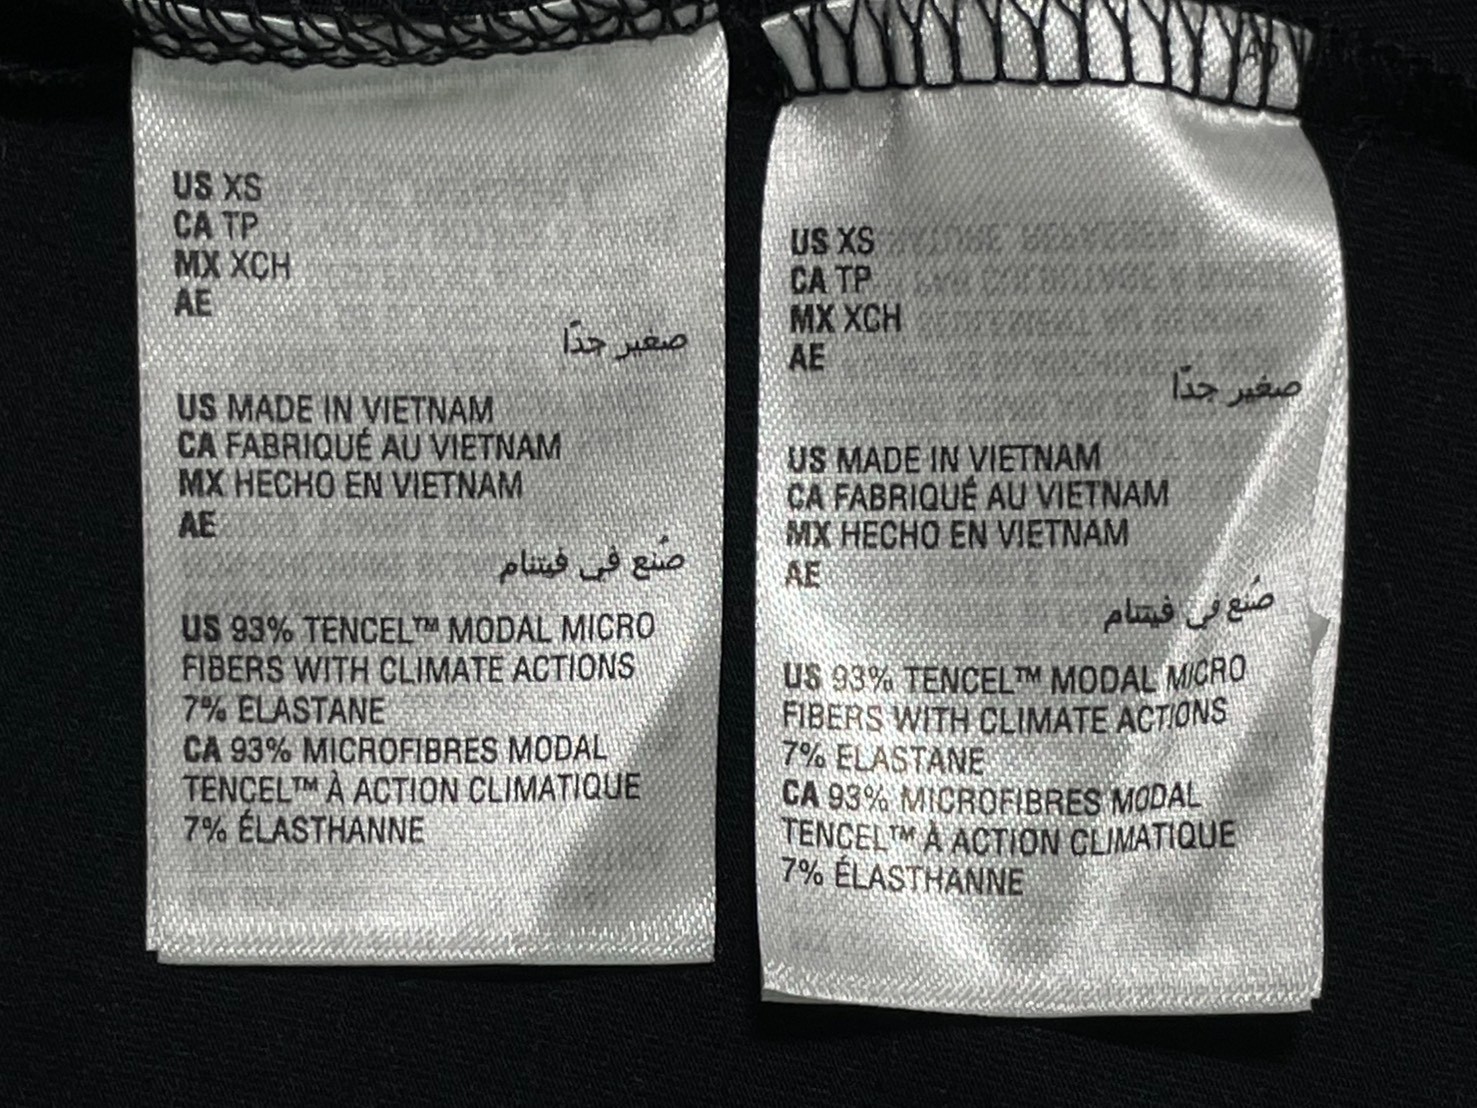 US XS
CA TP
MX XCH
AE
صغير جدًّا
US MADE IN VIETNAM
CA FABRIQUÉ AU VIETNAM
MX HECHO EN VIETNAM
AE
صُنع في فيتنام
US 93% TENCEL™ MODAL MICRO
FIBERS WITH CLIMATE ACTIONS
7% ELASTANE
CA 93% MICROFIBRES MODAL
TENCEL™ À ACTION CLIMATIQUE
7% ÉLASTHANNE
US XS
CA TP
MX XCH
AE
صغير جدًّا
US MADE IN VIETNAM
CA FABRIQUÉ AU VIETNAM
MX HECHO EN VIETNAM
AE
صُنع في فيتنام
US 93% TENCEL™ MODAL MICRO
FIBERS WITH CLIMATE ACTIONS
7% ELASTANE
CA 93% MICROFIBRES MODAL
TENCEL™ À ACTION CLIMATIQUE
7% ÉLASTHANNE